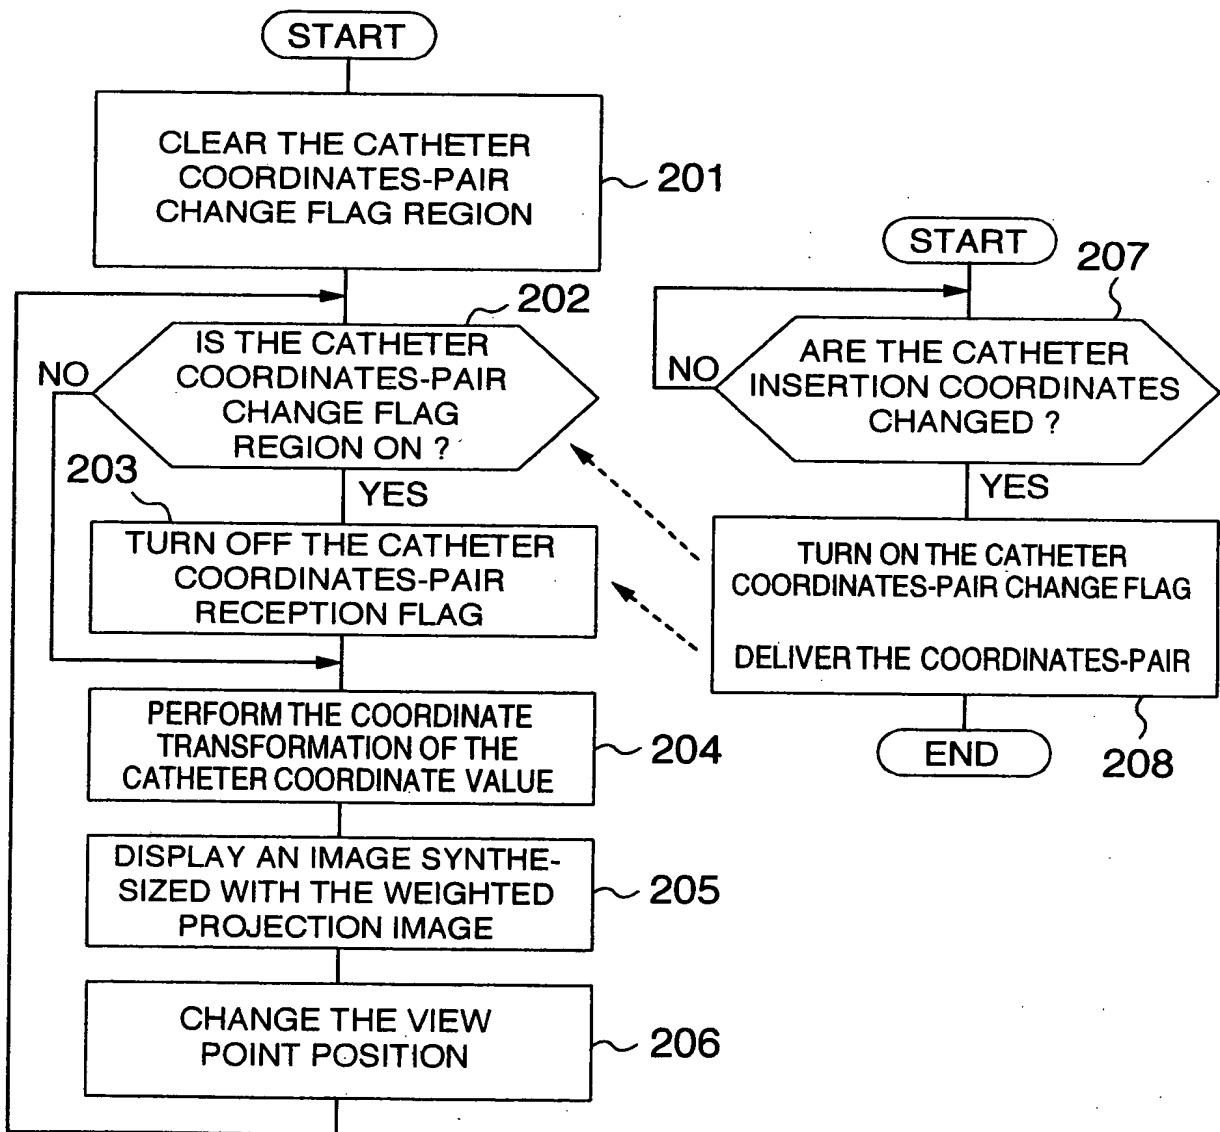 START
CLEAR THE CATHETER
COORDINATES-PAIR
CHANGE FLAG REGION
201
202
IS THE CATHETER
COORDINATES-PAIR
CHANGE FLAG
REGION ON ?
NO
YES
203
TURN OFF THE CATHETER
COORDINATES-PAIR
RECEPTION FLAG
PERFORM THE COORDINATE
TRANSFORMATION OF THE
CATHETER COORDINATE VALUE
204
DISPLAY AN IMAGE SYNTHE-
SIZED WITH THE WEIGHTED
PROJECTION IMAGE
205
CHANGE THE VIEW
POINT POSITION
206
START
207
ARE THE CATHETER
INSERTION COORDINATES
CHANGED ?
NO
YES
TURN ON THE CATHETER
COORDINATES-PAIR CHANGE FLAG
DELIVER THE COORDINATES-PAIR
208
END